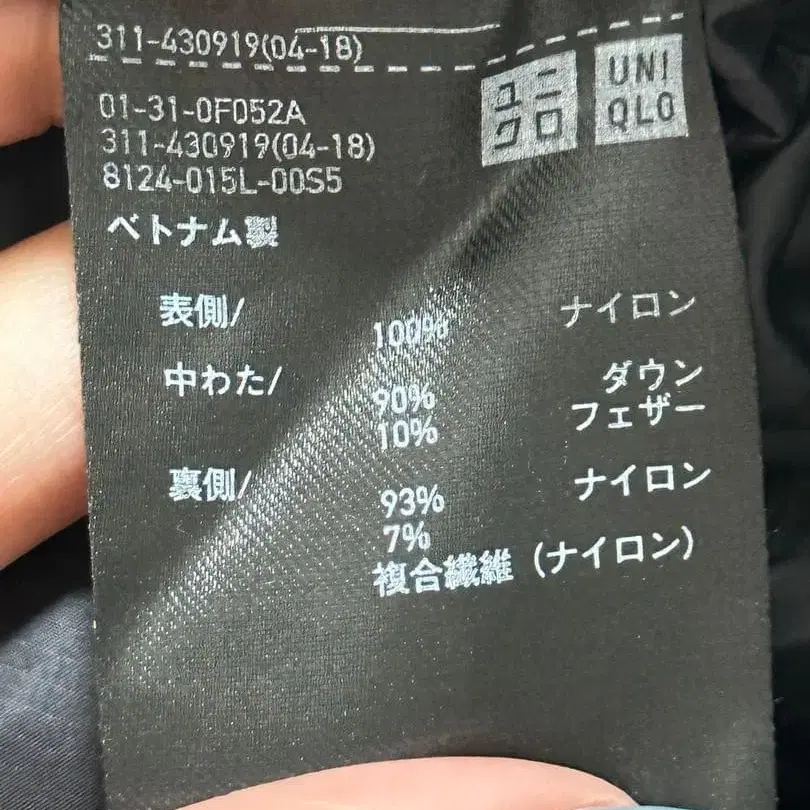 311-430919(04-18)
ユニ
クロ
UNI
QLO
01-31-0F052A
311-430919(04-18)
8124-015L-00S5
ベトナム製
表側/ 100% ナイロン
中わた/ 90% ダウン
10% フェザー
裏側/ 93% ナイロン
7%
複合繊維 (ナイロン)